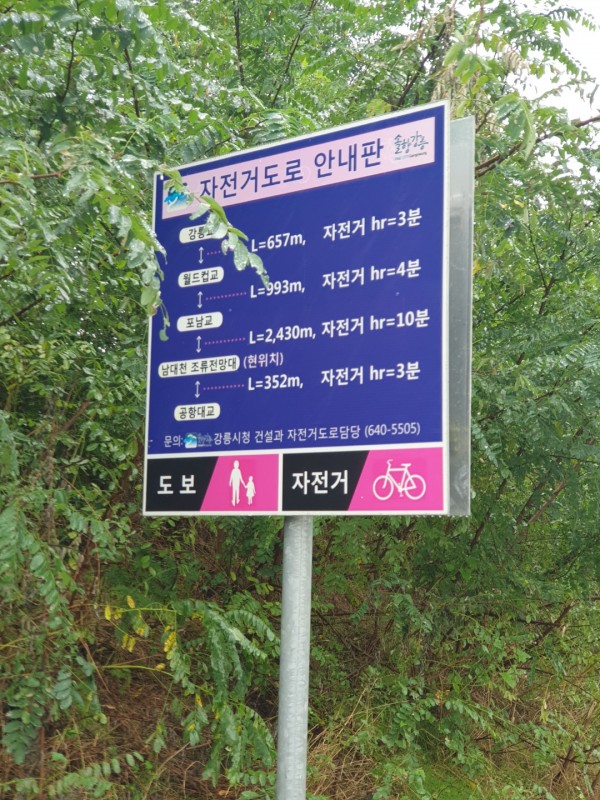 자전거도로 안내판
솔향강릉
L=657m, 자전거 hr=3분
월드컵교
L=993m, 자전거 hr=4분
포남교
L=2,430m, 자전거 hr=10분
남대천 조류전망대 (현위치)
L=352m, 자전거 hr=3분
공항대교
문의: 강릉시청 건설과 자전거도로담당 (640-5505)
도보 자전거